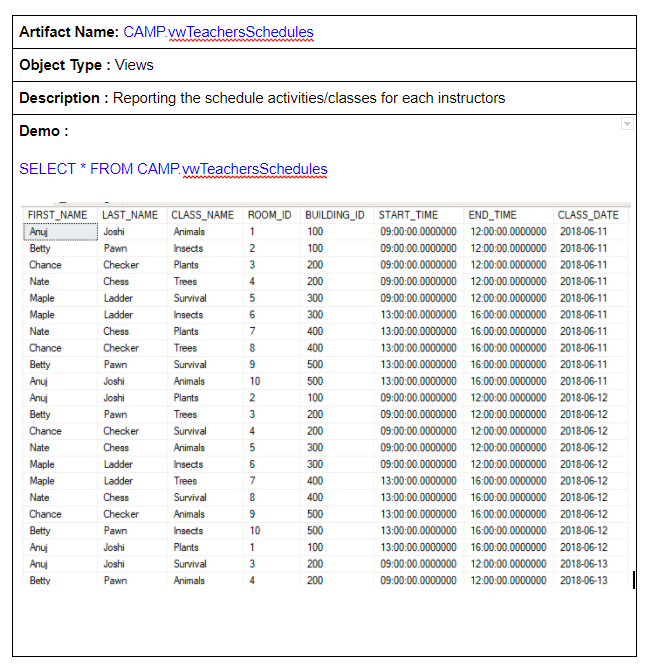 Artifact Name: CAMP.vwTeachersSchedules
Object Type : Views
Description : Reporting the schedule activities/classes for each instructors
Demo :
SELECT * FROM CAMP.vwTeachersSchedules
FIRST_NAME LAST_NAME CLASS_NAME ROOM_ID BUILDING_ID START_TIME END_TIME CLASS_DATE
Anuj Joshi Animals 1 100 09:00:00.0000000 12:00:00.0000000 2018-06-11
Betty Pawn Insects 2 100 09:00:00.0000000 12:00:00.0000000 2018-06-11
Chance Checker Plants 3 200 09:00:00.0000000 12:00:00.0000000 2018-06-11
Nate Chess Trees 4 200 09:00:00.0000000 12:00:00.0000000 2018-06-11
Maple Ladder Survival 5 300 09:00:00.0000000 12:00:00.0000000 2018-06-11
Maple Ladder Insects 6 300 13:00:00.0000000 16:00:00.0000000 2018-06-11
Nate Chess Plants 7 400 13:00:00.0000000 16:00:00.0000000 2018-06-11
Chance Checker Trees 8 400 13:00:00.0000000 16:00:00.0000000 2018-06-11
Betty Pawn Survival 9 500 13:00:00.0000000 16:00:00.0000000 2018-06-11
Anuj Joshi Animals 10 500 13:00:00.0000000 16:00:00.0000000 2018-06-11
Anuj Joshi Plants 2 100 09:00:00.0000000 12:00:00.0000000 2018-06-12
Betty Pawn Trees 3 200 09:00:00.0000000 12:00:00.0000000 2018-06-12
Chance Checker Survival 4 200 09:00:00.0000000 12:00:00.0000000 2018-06-12
Nate Chess Animals 5 300 09:00:00.0000000 12:00:00.0000000 2018-06-12
Maple Ladder Insects 6 300 09:00:00.0000000 12:00:00.0000000 2018-06-12
Maple Ladder Trees 7 400 13:00:00.0000000 16:00:00.0000000 2018-06-12
Nate Chess Survival 8 400 13:00:00.0000000 16:00:00.0000000 2018-06-12
Chance Checker Animals 9 500 13:00:00.0000000 16:00:00.0000000 2018-06-12
Betty Pawn Insects 10 500 13:00:00.0000000 16:00:00.0000000 2018-06-12
Anuj Joshi Plants 1 100 13:00:00.0000000 16:00:00.0000000 2018-06-12
Anuj Joshi Survival 3 200 09:00:00.0000000 12:00:00.0000000 2018-06-13
Betty Pawn Animals 4 200 09:00:00.0000000 12:00:00.0000000 2018-06-13